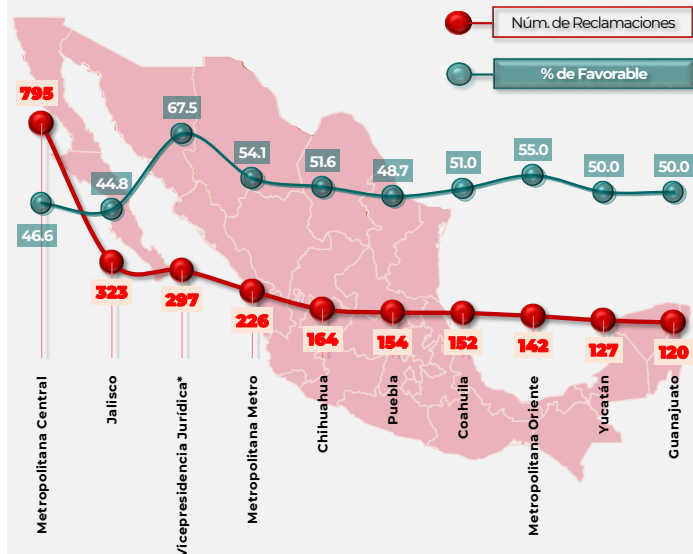 Núm. de Reclamaciones
% de Favorable
795
67.5
54.1
51.6
48.7
51.0
55.0
50.0
50.0
44.8
46.6
323
297
226
164
154
152
142
127
120
Metropolitana Central
Jalisco
Vicepresidencia Jurídica*
Metropolitana Metro
Chihuahua
Puebla
Coahuila
Metropolitana Oriente
Yucatán
Guanajuato